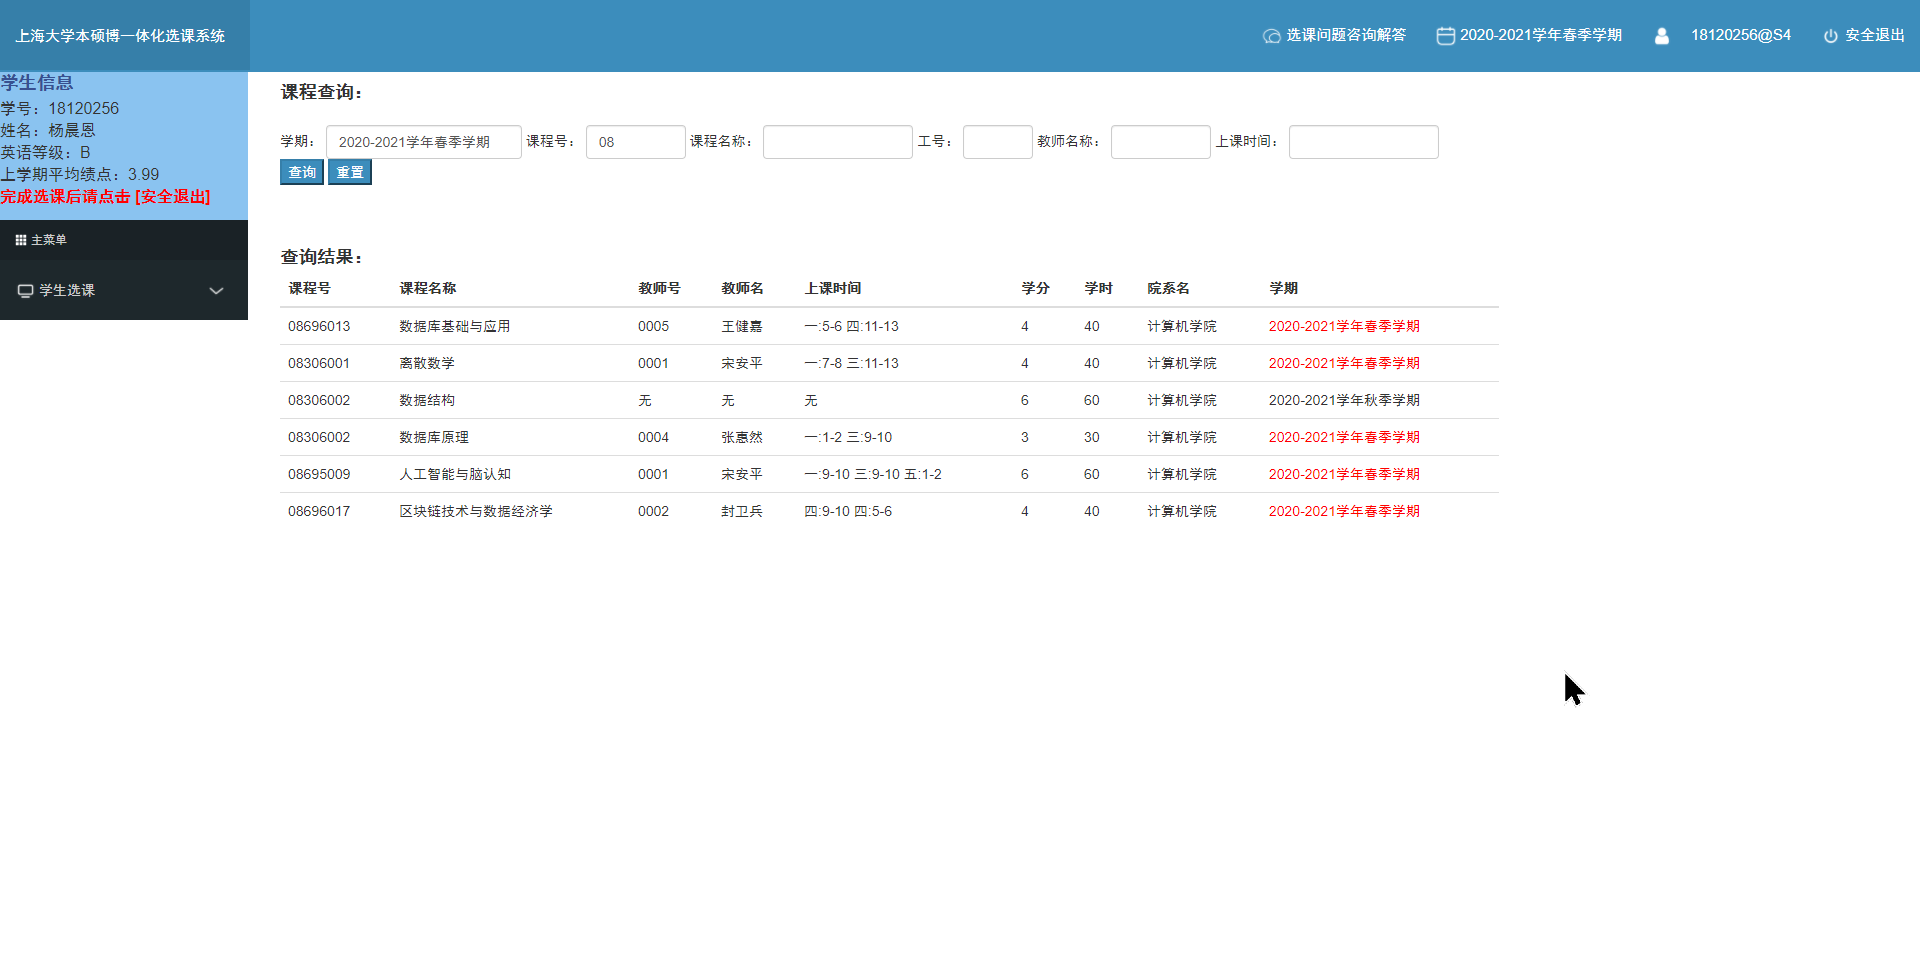 上海大学本硕博一体化选课系统 选课问题咨询解答 2020-2021学年春季学期 18120256@S4 安全退出
学生信息
学号：18120256
姓名：杨晨恩
英语等级：B
上学期平均绩点：3.99
完成选课后请点击 [安全退出]
主菜单
学生选课
课程查询：
学期： 2020-2021学年春季学期 课程号： 08 课程名称： 工号： 教师名称： 上课时间：
查询 重置
查询结果：
课程号 课程名称 教师号 教师名 上课时间 学分 学时 院系名 学期
08696013 数据库基础与应用 0005 王健嘉 一:5-6 四:11-13 4 40 计算机学院 2020-2021学年春季学期
08306001 离散数学 0001 宋安平 一:7-8 三:11-13 4 40 计算机学院 2020-2021学年春季学期
08306002 数据结构 无 无 无 6 60 计算机学院 2020-2021学年秋季学期
08306002 数据库原理 0004 张惠然 一:1-2 三:9-10 3 30 计算机学院 2020-2021学年春季学期
08695009 人工智能与脑认知 0001 宋安平 一:9-10 三:9-10 五:1-2 6 60 计算机学院 2020-2021学年春季学期
08696017 区块链技术与数据经济学 0002 封卫兵 四:9-10 四:5-6 4 40 计算机学院 2020-2021学年春季学期